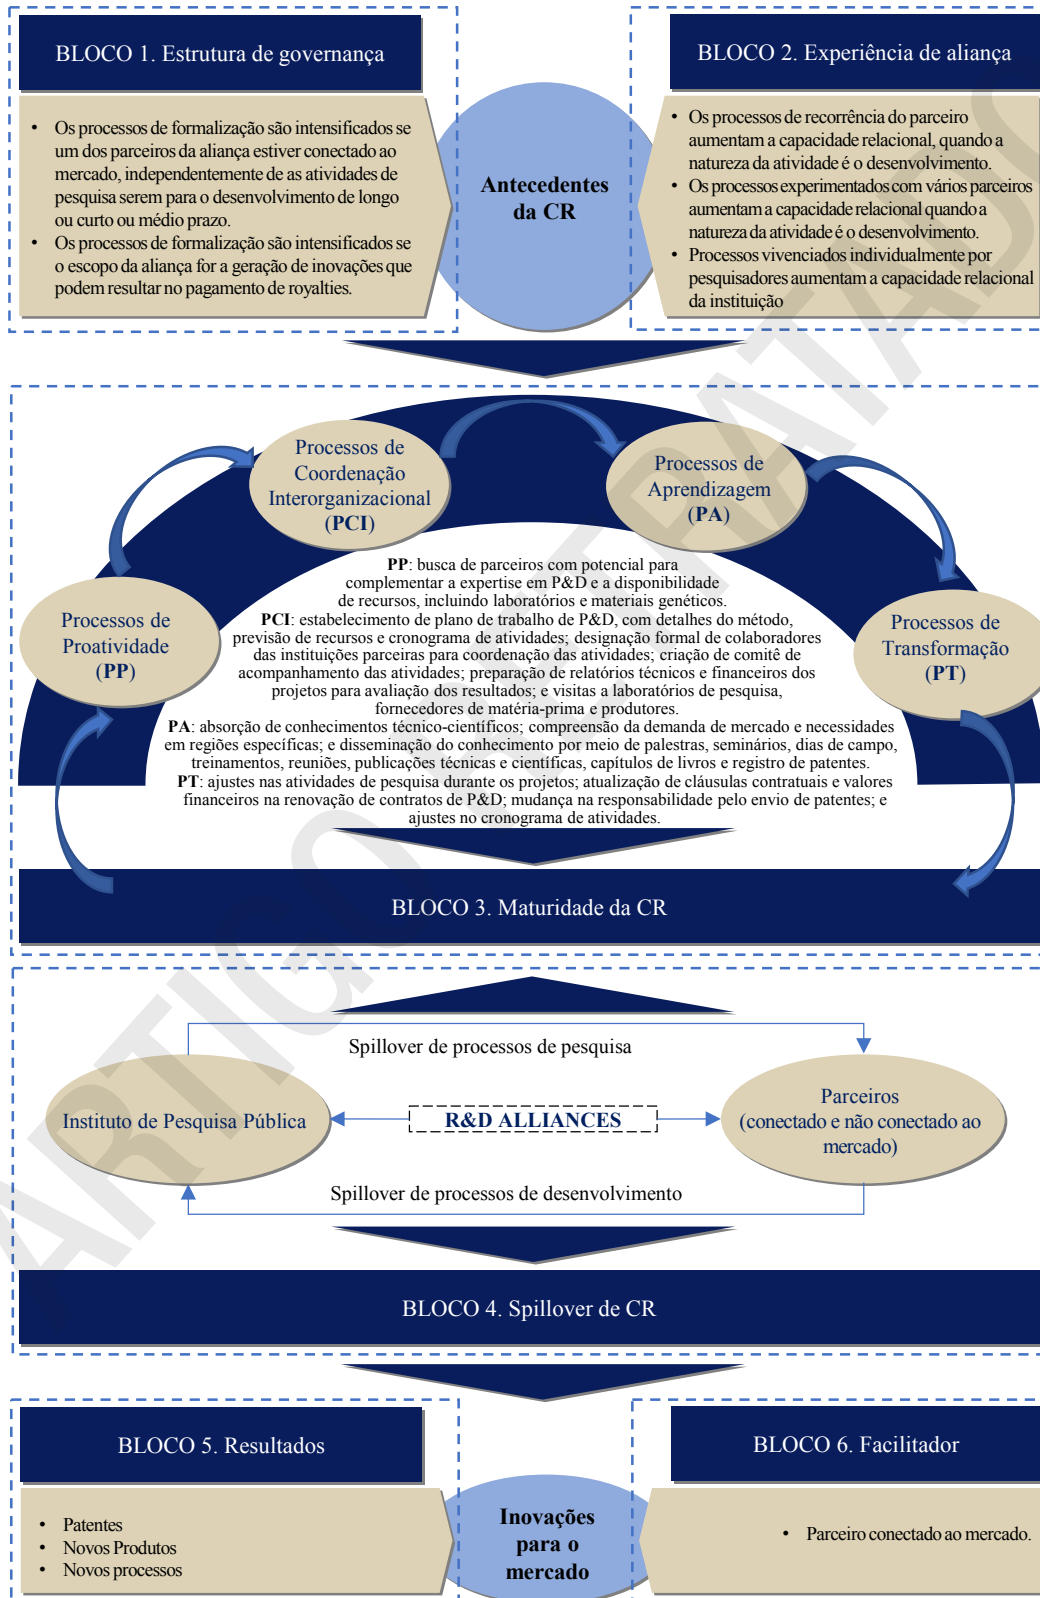 BLOCO 1. Estrutura de governança
• Os processos de formalização são intensificados se
um dos parceiros da aliança estiver conectado ao
mercado, independentemente de as atividades de
pesquisa serem para o desenvolvimento de longo
ou curto ou médio prazo.
• Os processos de formalização são intensificados se
o escopo da aliança for a geração de inovações que
podem resultar no pagamento de royalties.
Antecedentes
da CR
BLOCO 2. Experiência de aliança
• Os processos de recorrência do parceiro
aumentam a capacidade relacional, quando a
natureza da atividade é o desenvolvimento.
• Os processos experimentados com vários parceiros
aumentam a capacidade relacional quando a
natureza da atividade é o desenvolvimento.
• Processos vivenciados individualmente por
pesquisadores aumentam a capacidade relacional
da instituição
Processos de
Proatividade
(PP)
Processos de
Coordenação
Interorganizacional
(PCI)
Processos de
Aprendizagem
(PA)
Processos de
Transformação
(PT)
PP: busca de parceiros com potencial para
complementar a expertise em P&D e a disponibilidade
de recursos, incluindo laboratórios e materiais genéticos.
PCI: estabelecimento de plano de trabalho de P&D, com detalhes do método,
previsão de recursos e cronograma de atividades; designação formal de colaboradores
das instituições parceiras para coordenação das atividades; criação de comitê de
acompanhamento das atividades; preparação de relatórios técnicos e financeiros dos
projetos para avaliação dos resultados; e visitas a laboratórios de pesquisa,
fornecedores de matéria-prima e produtores.
PA: absorção de conhecimentos técnico-científicos; compreensão da demanda de mercado e necessidades
em regiões específicas; e disseminação do conhecimento por meio de palestras, seminários, dias de campo,
treinamentos, reuniões, publicações técnicas e científicas, capítulos de livros e registro de patentes.
PT: ajustes nas atividades de pesquisa durante os projetos; atualização de cláusulas contratuais e valores
financeiros na renovação de contratos de P&D; mudança na responsabilidade pelo envio de patentes; e
ajustes no cronograma de atividades.
BLOCO 3. Maturidade da CR
Spillover de processos de pesquisa
Instituto de Pesquisa Pública
R&D ALLIANCES
Parceiros
(conectado e não conectado ao
mercado)
Spillover de processos de desenvolvimento
BLOCO 4. Spillover de CR
BLOCO 5. Resultados
• Patentes
• Novos Produtos
• Novos processos
Inovações
para o
mercado
BLOCO 6. Facilitador
• Parceiro conectado ao mercado.
ARTIGO RETRATADO